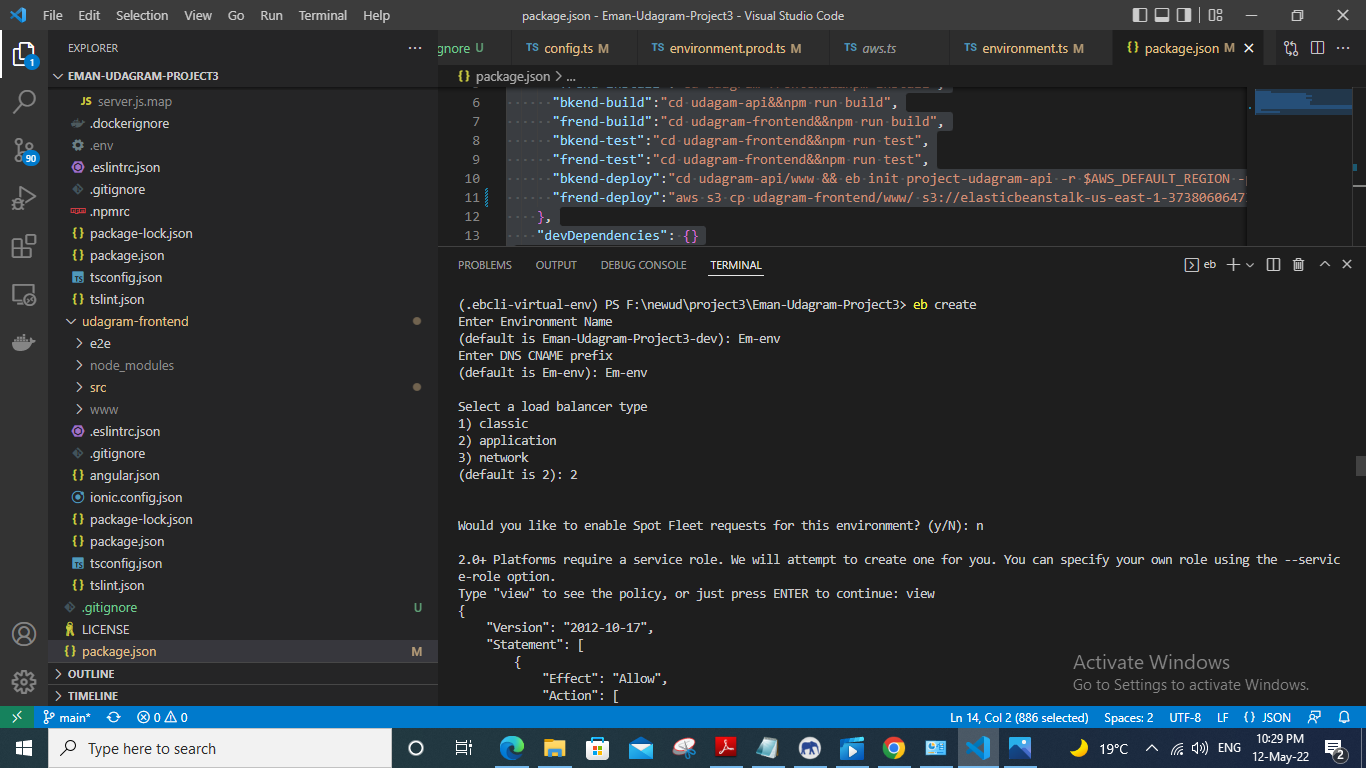 File Edit Selection View Go Run Terminal Help
package.json - Eman-Udagram-Project3 - Visual Studio Code
EXPLORER
EMAN-UDAGRAM-PROJECT3
JS server.js.map
.dockerignore
.env
.eslintrc.json
.gitignore
.npmrc
package-lock.json
package.json
tsconfig.json
tslint.json
udagram-frontend
e2e
node_modules
src
www
.eslintrc.json
.gitignore
angular.json
ionic.config.json
package-lock.json
package.json
tsconfig.json
tslint.json
.gitignore U
LICENSE
package.json M
OUTLINE
TIMELINE
1
90
gnore U
TS config.ts M
TS environment.prod.ts M
TS aws.ts
TS environment.ts M
{} package.json M
{} package.json > ...
6 "bkend-build":"cd udagam-api&&npm run build",
7 "frend-build":"cd udagram-frontend&&npm run build",
8 "bkend-test":"cd udagram-frontend&&npm run test",
9 "frend-test":"cd udagram-frontend&&npm run test",
10 "bkend-deploy":"cd udagram-api/www && eb init project-udagram-api -r $AWS_DEFAULT_REGION
11 "frend-deploy":"aws s3 cp udagram-frontend/www/ s3://elasticbeanstalk-us-east-1-3738060647
12 },
13 "devDependencies": {}
PROBLEMS OUTPUT DEBUG CONSOLE TERMINAL
eb
(.ebcli-virtual-env) PS F:\newud\project3\Eman-Udagram-Project3> eb create
Enter Environment Name
(default is Eman-Udagram-Project3-dev): Em-env
Enter DNS CNAME prefix
(default is Em-env): Em-env
Select a load balancer type
1) classic
2) application
3) network
(default is 2): 2
Would you like to enable Spot Fleet requests for this environment? (y/N): n
2.0+ Platforms require a service role. We will attempt to create one for you. You can specify your own role using the --servic
e-role option.
Type "view" to see the policy, or just press ENTER to continue: view
{
"Version": "2012-10-17",
"Statement": [
{
"Effect": "Allow",
"Action": [
Activate Windows
Go to Settings to activate Windows.
main* 0 0
Ln 14, Col 2 (886 selected) Spaces: 2 UTF-8 LF {} JSON
Type here to search
19°C ENG
10:29 PM
12-May-22
2